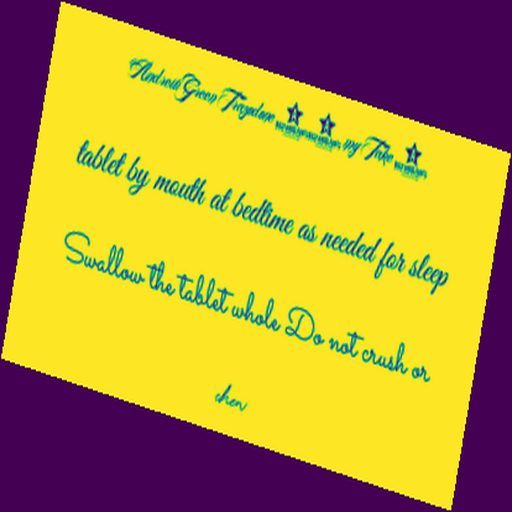 Andrew Green Trazodone mg Take
tablet by mouth at bedtime as needed for sleep
Swallow the tablet whole Do not crush or
chew